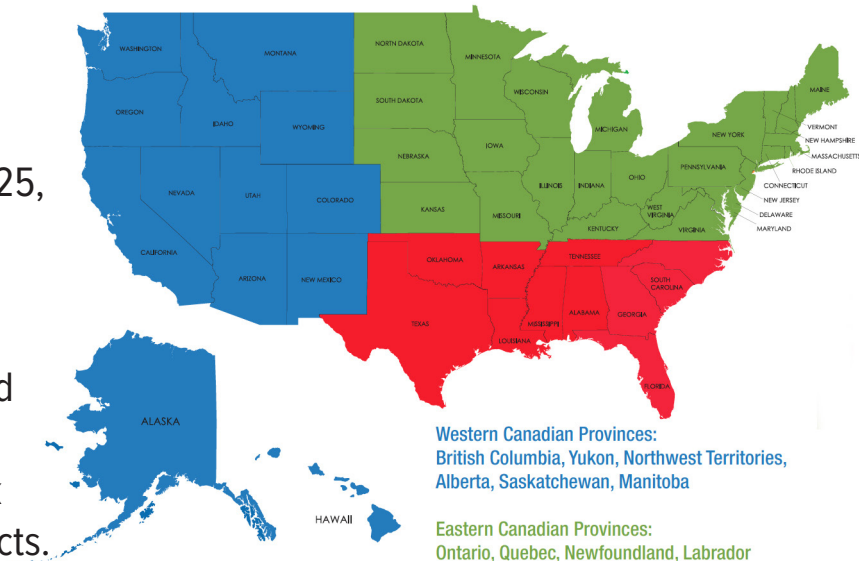 25,
d
cts.
WASHINGTON
MONTANA
OREGON
IDAHO
WYOMING
NEVADA
UTAH
COLORADO
CALIFORNIA
ARIZONA
NEW MEXICO
NORTH DAKOTA
MINNESOTA
SOUTH DAKOTA
WISCONSIN
MICHIGAN
NEBRASKA
IOWA
ILLINOIS
INDIANA
OHIO
KANSAS
MISSOURI
KENTUCKY
WEST
VIRGINIA
VIRGINIA
PENNSYLVANIA
NEW YORK
MAINE
VERMONT
NEW HAMPSHIRE
MASSACHUSETTS
RHODE ISLAND
CONNECTICUT
NEW JERSEY
DELAWARE
MARYLAND
OKLAHOMA
ARKANSAS
TENNESSEE
SOUTH
CAROLINA
TEXAS
LOUISIANA
MISSISSIPPI
ALABAMA
GEORGIA
FLORIDA
ALASKA
HAWAII
Western Canadian Provinces:
British Columbia, Yukon, Northwest Territories,
Alberta, Saskatchewan, Manitoba
Eastern Canadian Provinces:
Ontario, Quebec, Newfoundland, Labrador